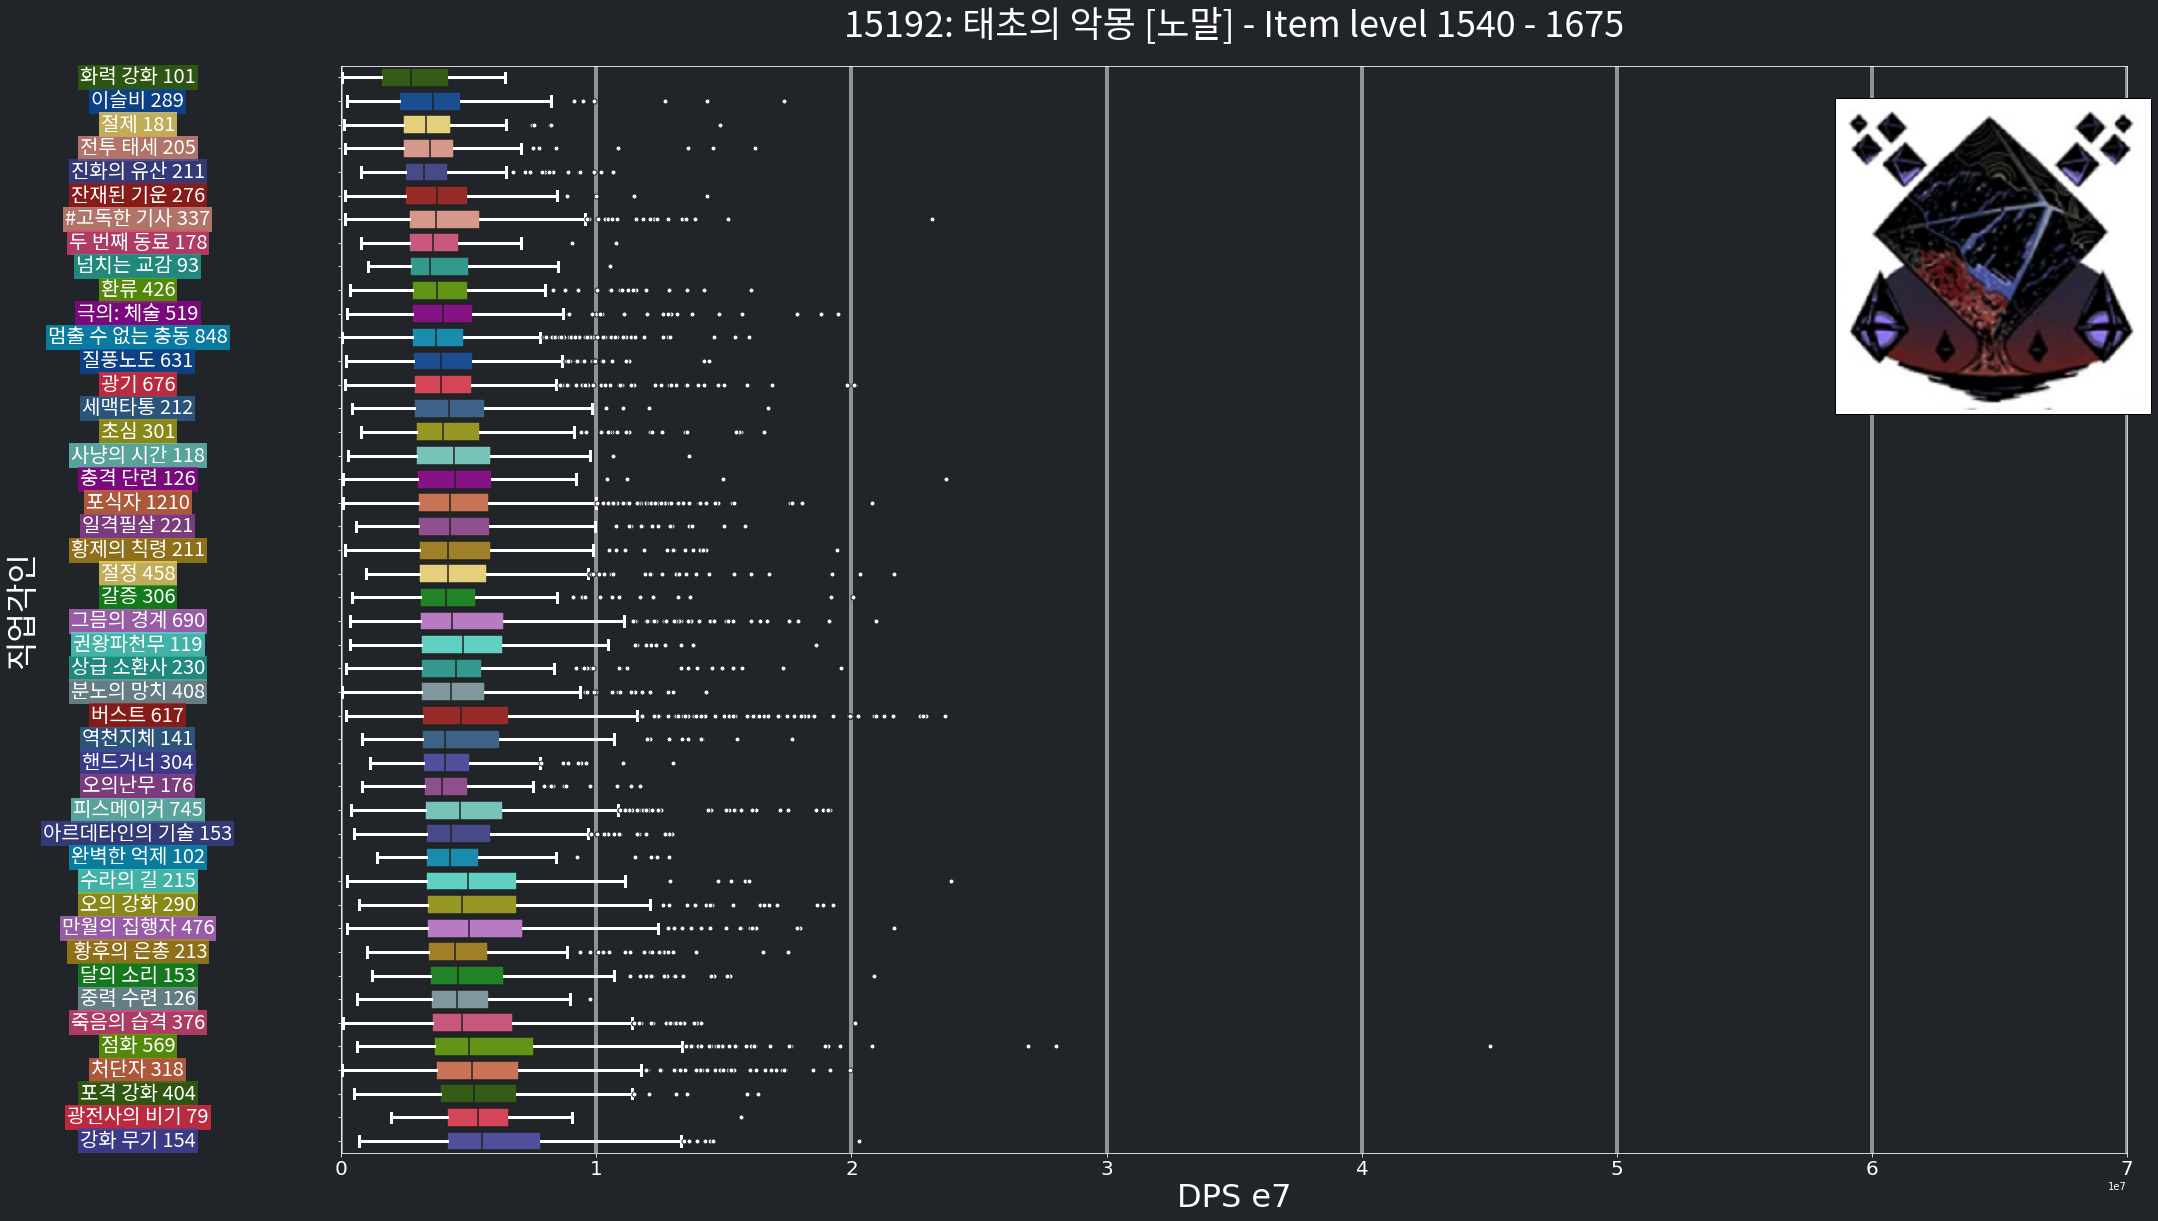 15192: 태초의 악몽 [노말] - Item level 1540 - 1675
직업각인
화력 강화 101
이슬비 289
절제 181
전투 태세 205
진화의 유산 211
잔재된 기운 276
#고독한 기사 337
두 번째 동료 178
넘치는 교감 93
환류 426
극의: 체술 519
멈출 수 없는 충동 848
질풍노도 631
광기 676
세맥타통 212
초심 301
사냥의 시간 118
충격 단련 126
포식자 1210
일격필살 221
황제의 칙령 211
절정 458
갈증 306
그믐의 경계 690
권왕파천무 119
상급 소환사 230
분노의 망치 408
버스트 617
역천지체 141
핸드거너 304
오의난무 176
피스메이커 745
아르데타인의 기술 153
완벽한 억제 102
수라의 길 215
오의 강화 290
만월의 집행자 476
황후의 은총 213
달의 소리 153
중력 수련 126
죽음의 습격 376
점화 569
처단자 318
포격 강화 404
광전사의 비기 79
강화 무기 154
0 1 2 3 4 5 6 7
1e7
DPS e7